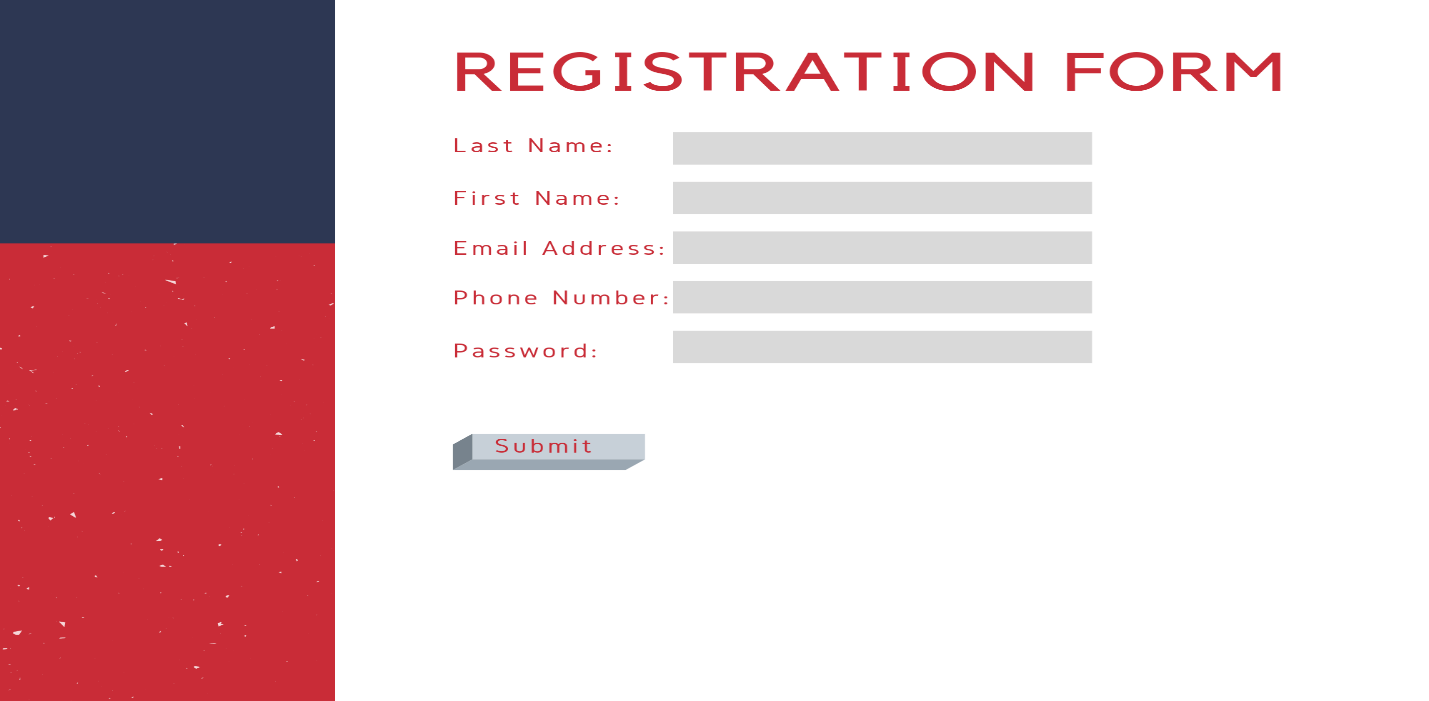 REGISTRATION FORM
Last Name:
First Name:
Email Address:
Phone Number:
Password:
Submit